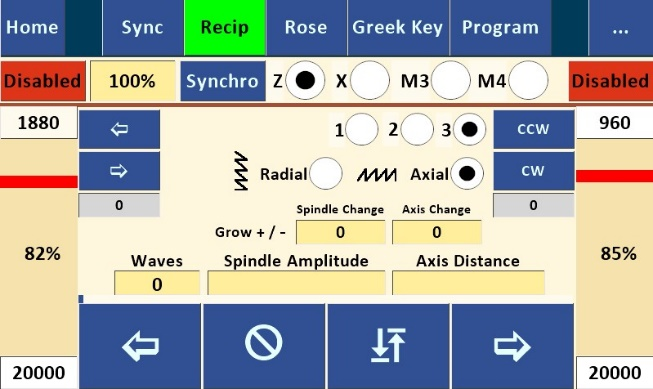 Home Sync Recip Rose Greek Key Program ...
Disabled 100% Synchro Z X M3 M4 Disabled
1880 1 2 3 CCW 960
Radial Axial CW
0 0
Spindle Change Axis Change
Grow + / - 0 0
82% 85%
Waves Spindle Amplitude Axis Distance
0
20000 20000